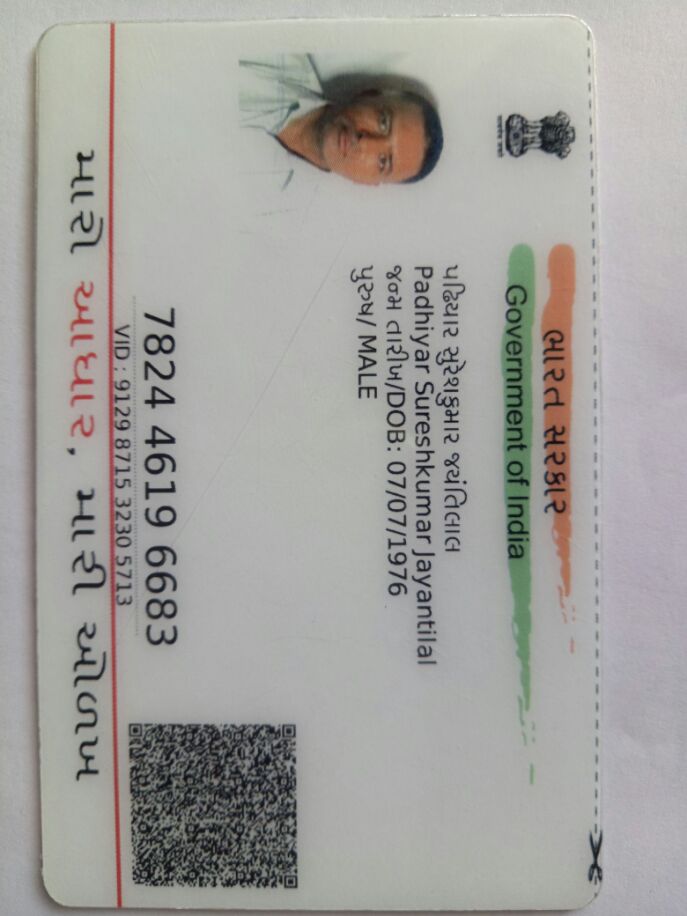 ભારત સરકાર
Government of India
પઢિયાર સુરેશકુમાર જયંતિલાલ
Padhiyar Sureshkumar Jayantilal
જન્મ તારીખ/DOB: 07/07/1976
પુરુષ/ MALE
7824 4619 6683
VID : 9129 8715 3230 5713
મારો આધાર, મારી ઓળખ